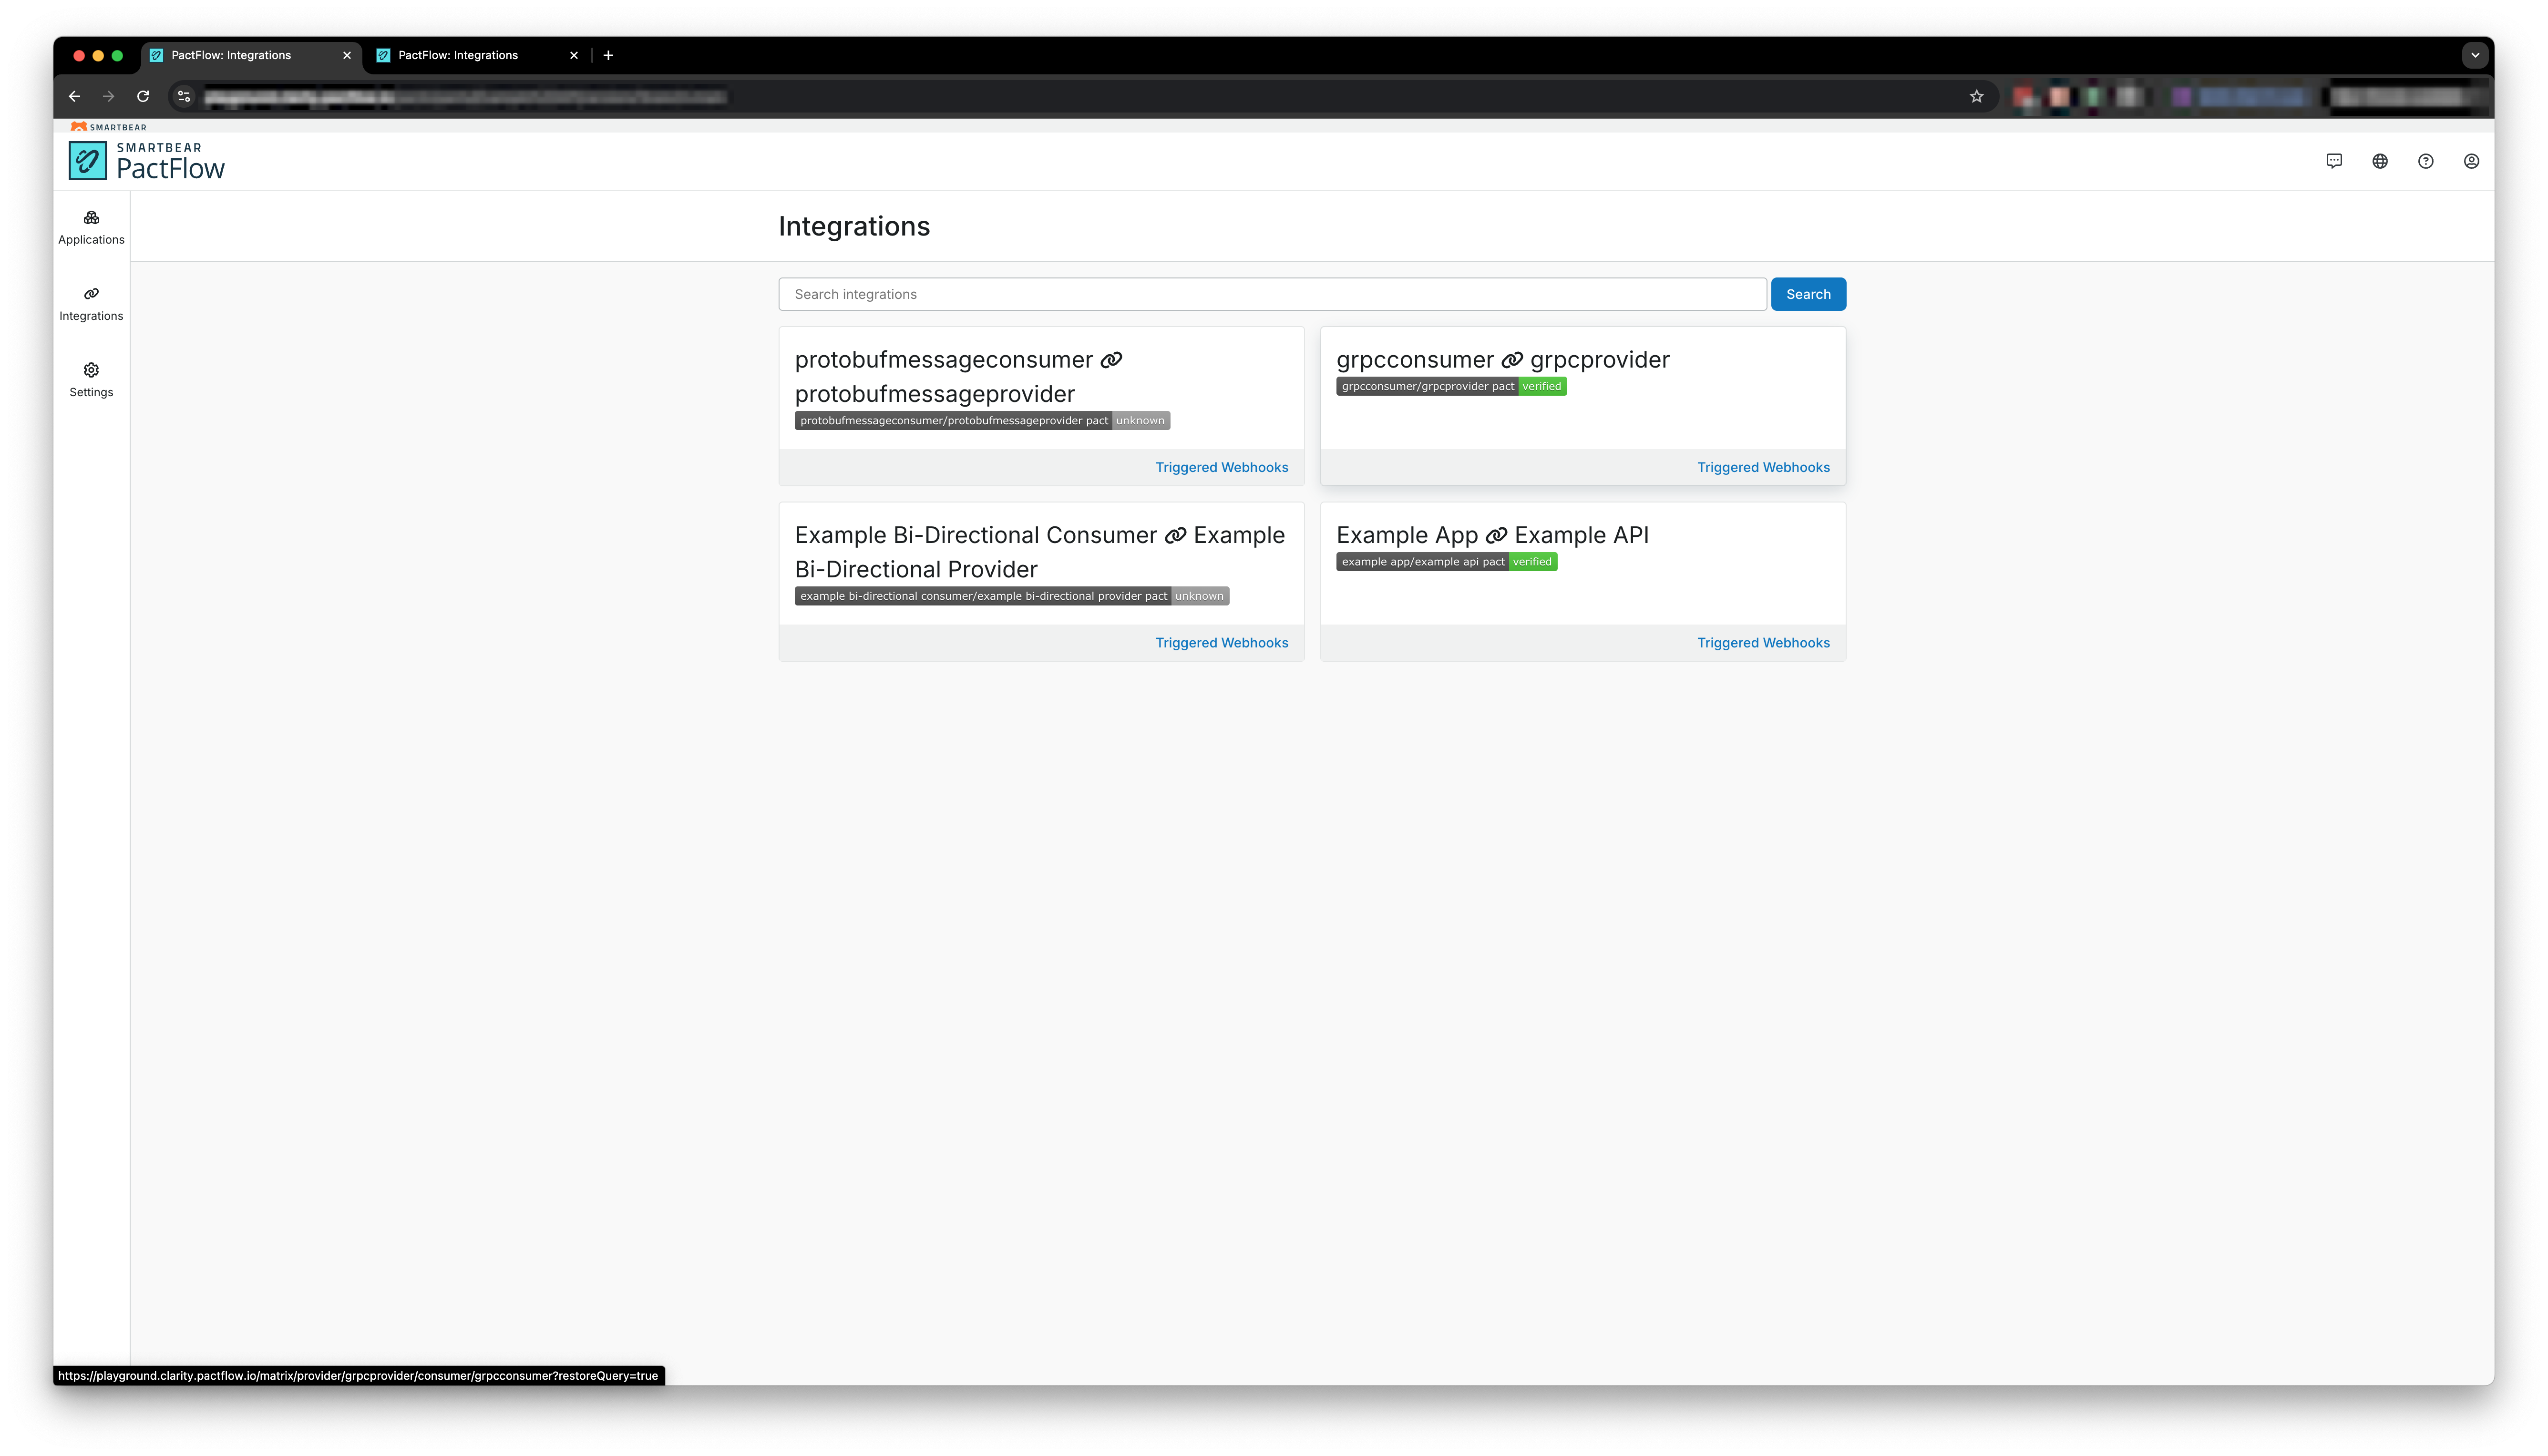 PactFlow: Integrations
PactFlow: Integrations
SMARTBEAR
SMARTBEAR
PactFlow
Applications
Integrations
Settings
Integrations
Search integrations
Search
protobufmessageconsumer
protobufmessageprovider
protobufmessageconsumer/protobufmessageprovider pact unknown
Triggered Webhooks
grpcconsumer grpcprovider
grpcconsumer/grpcprovider pact verified
Triggered Webhooks
Example Bi-Directional Consumer Example
Bi-Directional Provider
example bi-directional consumer/example bi-directional provider pact unknown
Triggered Webhooks
Example App Example API
example app/example api pact verified
Triggered Webhooks
https://playground.clarity.pactflow.io/matrix/provider/grpcprovider/consumer/grpcconsumer?restoreQuery=true